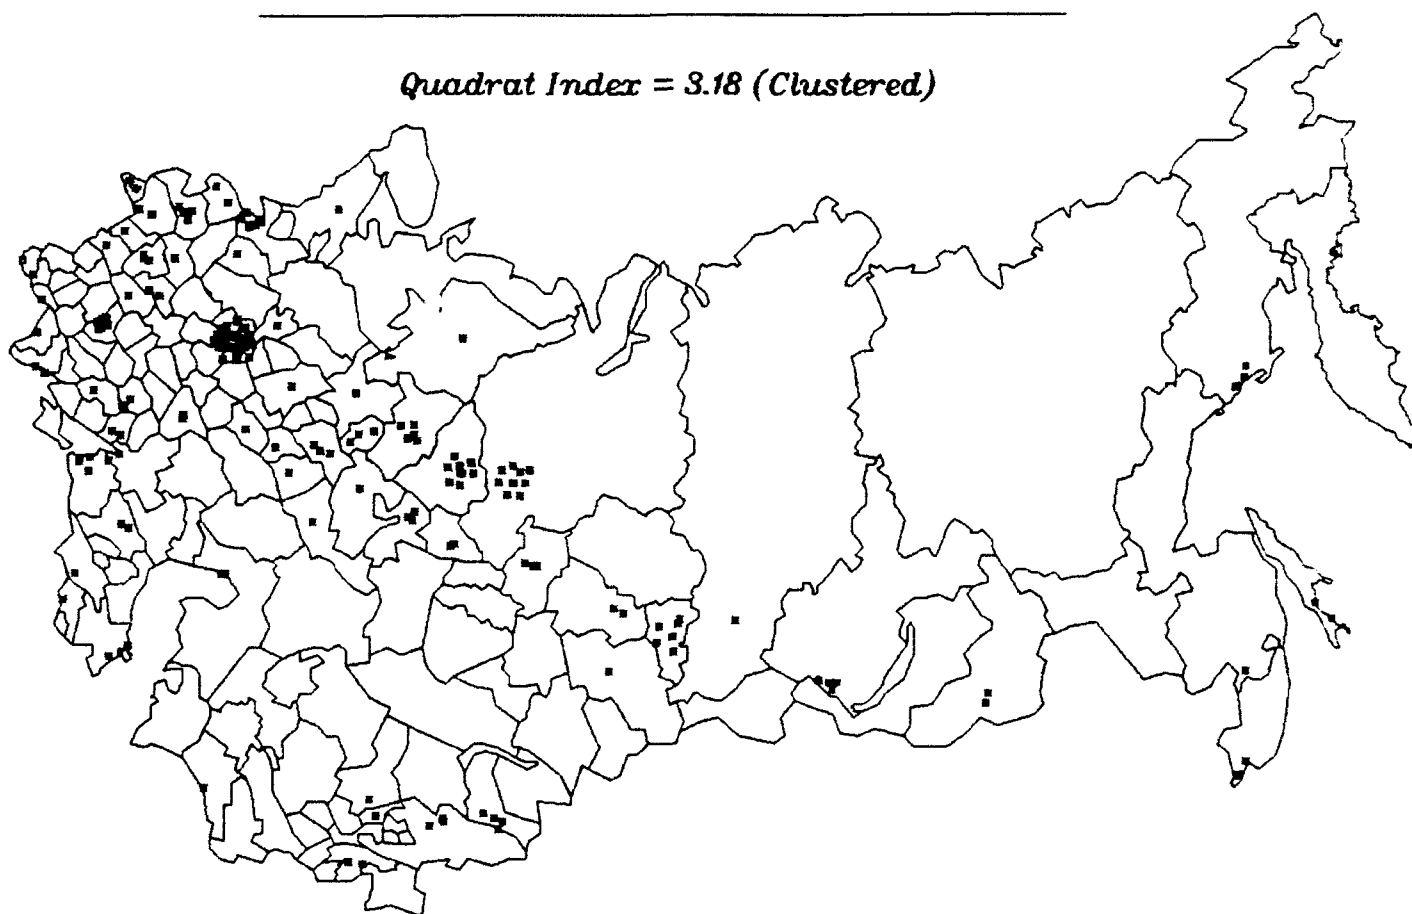 Quadrat Index = 3.18 (Clustered)